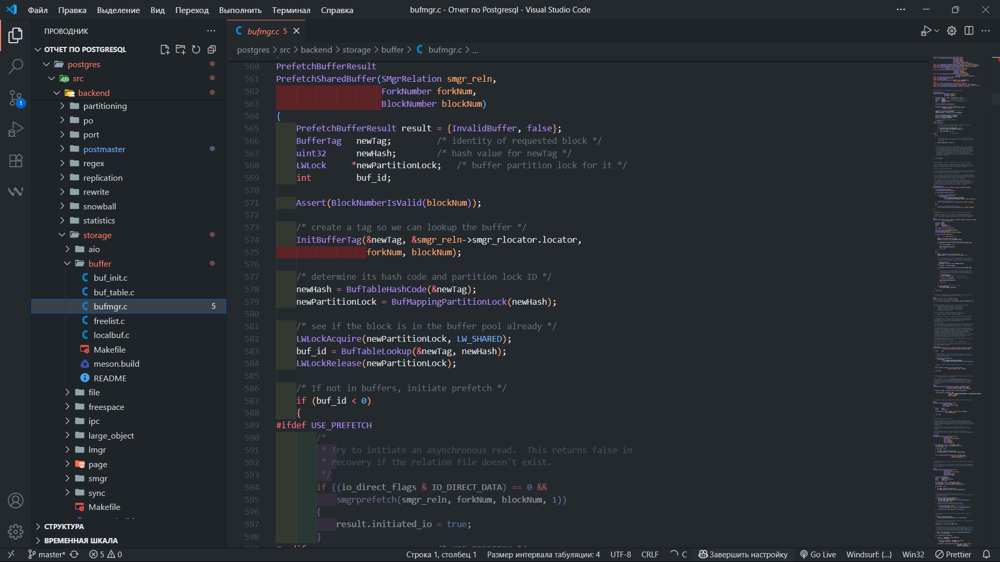 Файл Правка Выделение Вид Переход Выполнить Терминал Справка
bufmgr.c - Отчет по Postgresql - Visual Studio Code
ПРОВОДНИК
ОТЧЕТ ПО POSTGRESQL
postgres
src
backend
partitioning
po
port
postmaster
regex
replication
rewrite
snowball
statistics
storage
aio
buffer
buf_init.c
buf_table.c
bufmgr.c 5
freelist.c
localbuf.c
Makefile
meson.build
README
file
freespace
ipc
large_object
lmgr
page
smgr
sync
Makefile
СТРУКТУРА
ВРЕМЕННАЯ ШКАЛА
1
bufmgr.c 5
postgres > src > backend > storage > buffer > bufmgr.c > ...
560 PrefetchBufferResult
561 PrefetchSharedBuffer(SMgrRelation smgr_reln,
562 ForkNumber forkNum,
563 BlockNumber blockNum)
564 {
565 PrefetchBufferResult result = {InvalidBuffer, false};
566 BufferTag newTag; /* identity of requested block */
567 uint32 newHash; /* hash value for newTag */
568 LWLock *newPartitionLock; /* buffer partition lock for it */
569 int buf_id;
570
571 Assert(BlockNumberIsValid(blockNum));
572
573 /* create a tag so we can lookup the buffer */
574 InitBufferTag(&newTag, &smgr_reln->smgr_rlocator.locator,
575 forkNum, blockNum);
576
577 /* determine its hash code and partition lock ID */
578 newHash = BufTableHashCode(&newTag);
579 newPartitionLock = BufMappingPartitionLock(newHash);
580
581 /* see if the block is in the buffer pool already */
582 LWLockAcquire(newPartitionLock, LW_SHARED);
583 buf_id = BufTableLookup(&newTag, newHash);
584 LWLockRelease(newPartitionLock);
585
586 /* If not in buffers, initiate prefetch */
587 if (buf_id < 0)
588 {
589 #ifdef USE_PREFETCH
590 /*
591 * Try to initiate an asynchronous read. This returns false in
592 * recovery if the relation file doesn't exist.
593 */
594 if ((io_direct_flags & IO_DIRECT_DATA) == 0 &&
595 smgrprefetch(smgr_reln, forkNum, blockNum, 1))
596 {
597 result.initiated_io = true;
598 }
master* 5 0
Строка 1, столбец 1 Размер интервала табуляции: 4 UTF-8 CRLF C Завершить настройку Go Live Windsurf: {...} Win32 Prettier